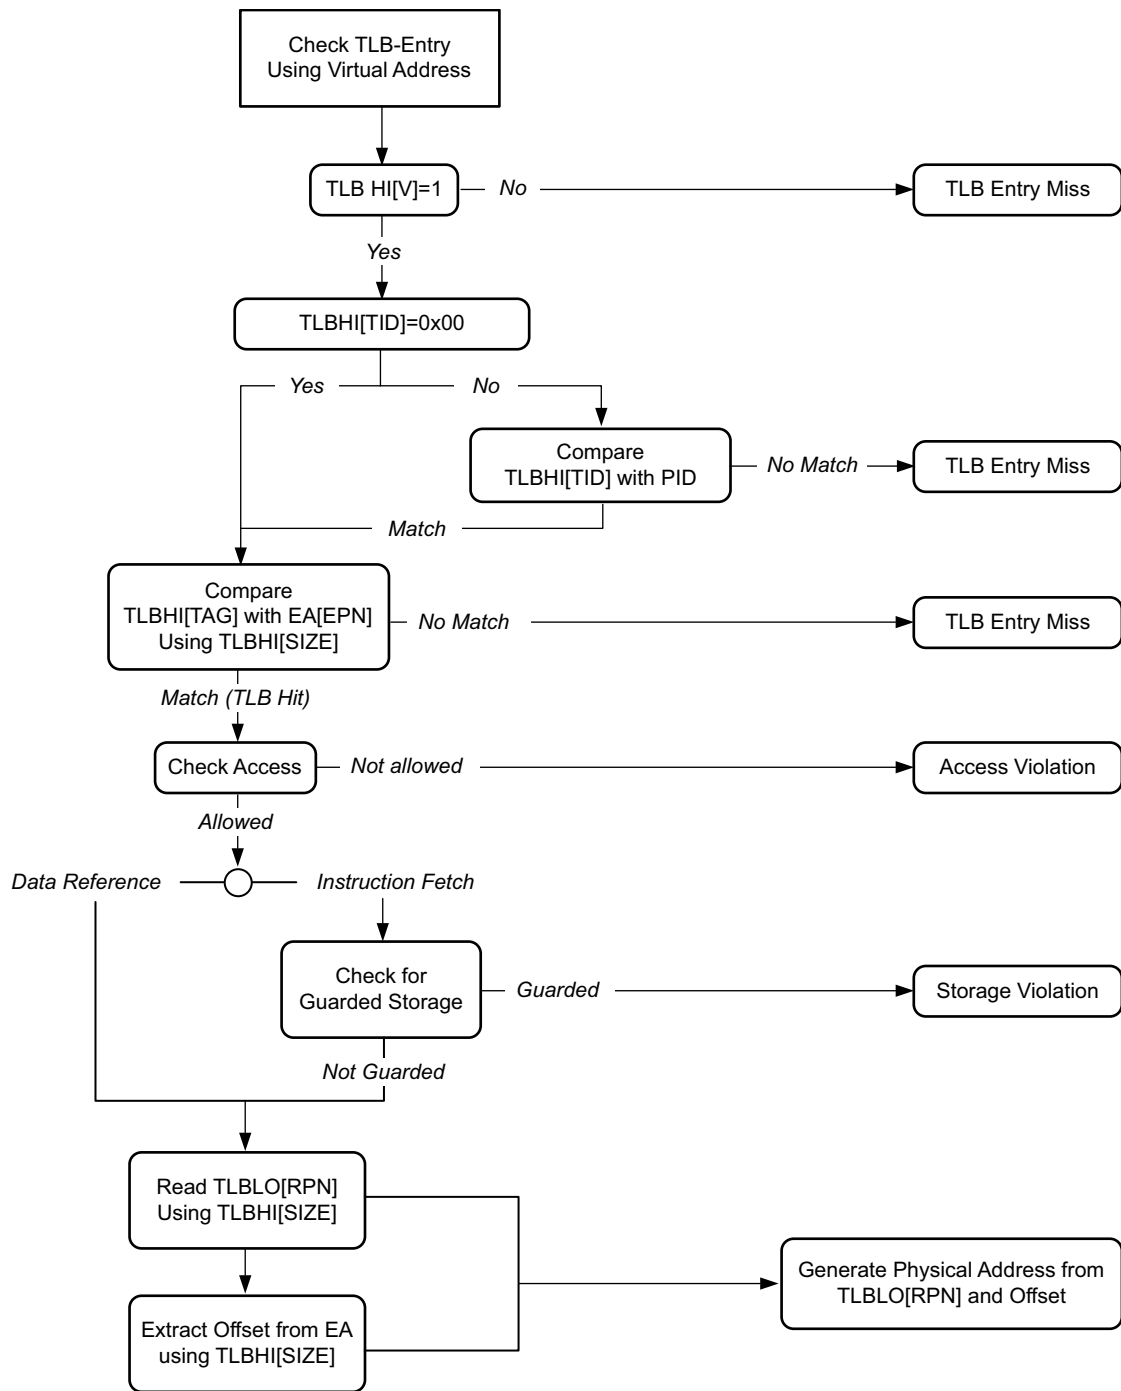 Check TLB-Entry
Using Virtual Address
TLB HI[V]=1
No
TLB Entry Miss
Yes
TLBHI[TID]=0x00
Yes
No
Compare
TLBHI[TID] with PID
No Match
TLB Entry Miss
Match
Compare
TLBHI[TAG] with EA[EPN]
Using TLBHI[SIZE]
No Match
TLB Entry Miss
Match (TLB Hit)
Check Access
Not allowed
Access Violation
Allowed
Data Reference
Instruction Fetch
Check for
Guarded Storage
Guarded
Storage Violation
Not Guarded
Read TLBLO[RPN]
Using TLBHI[SIZE]
Generate Physical Address from
TLBLO[RPN] and Offset
Extract Offset from EA
using TLBHI[SIZE]